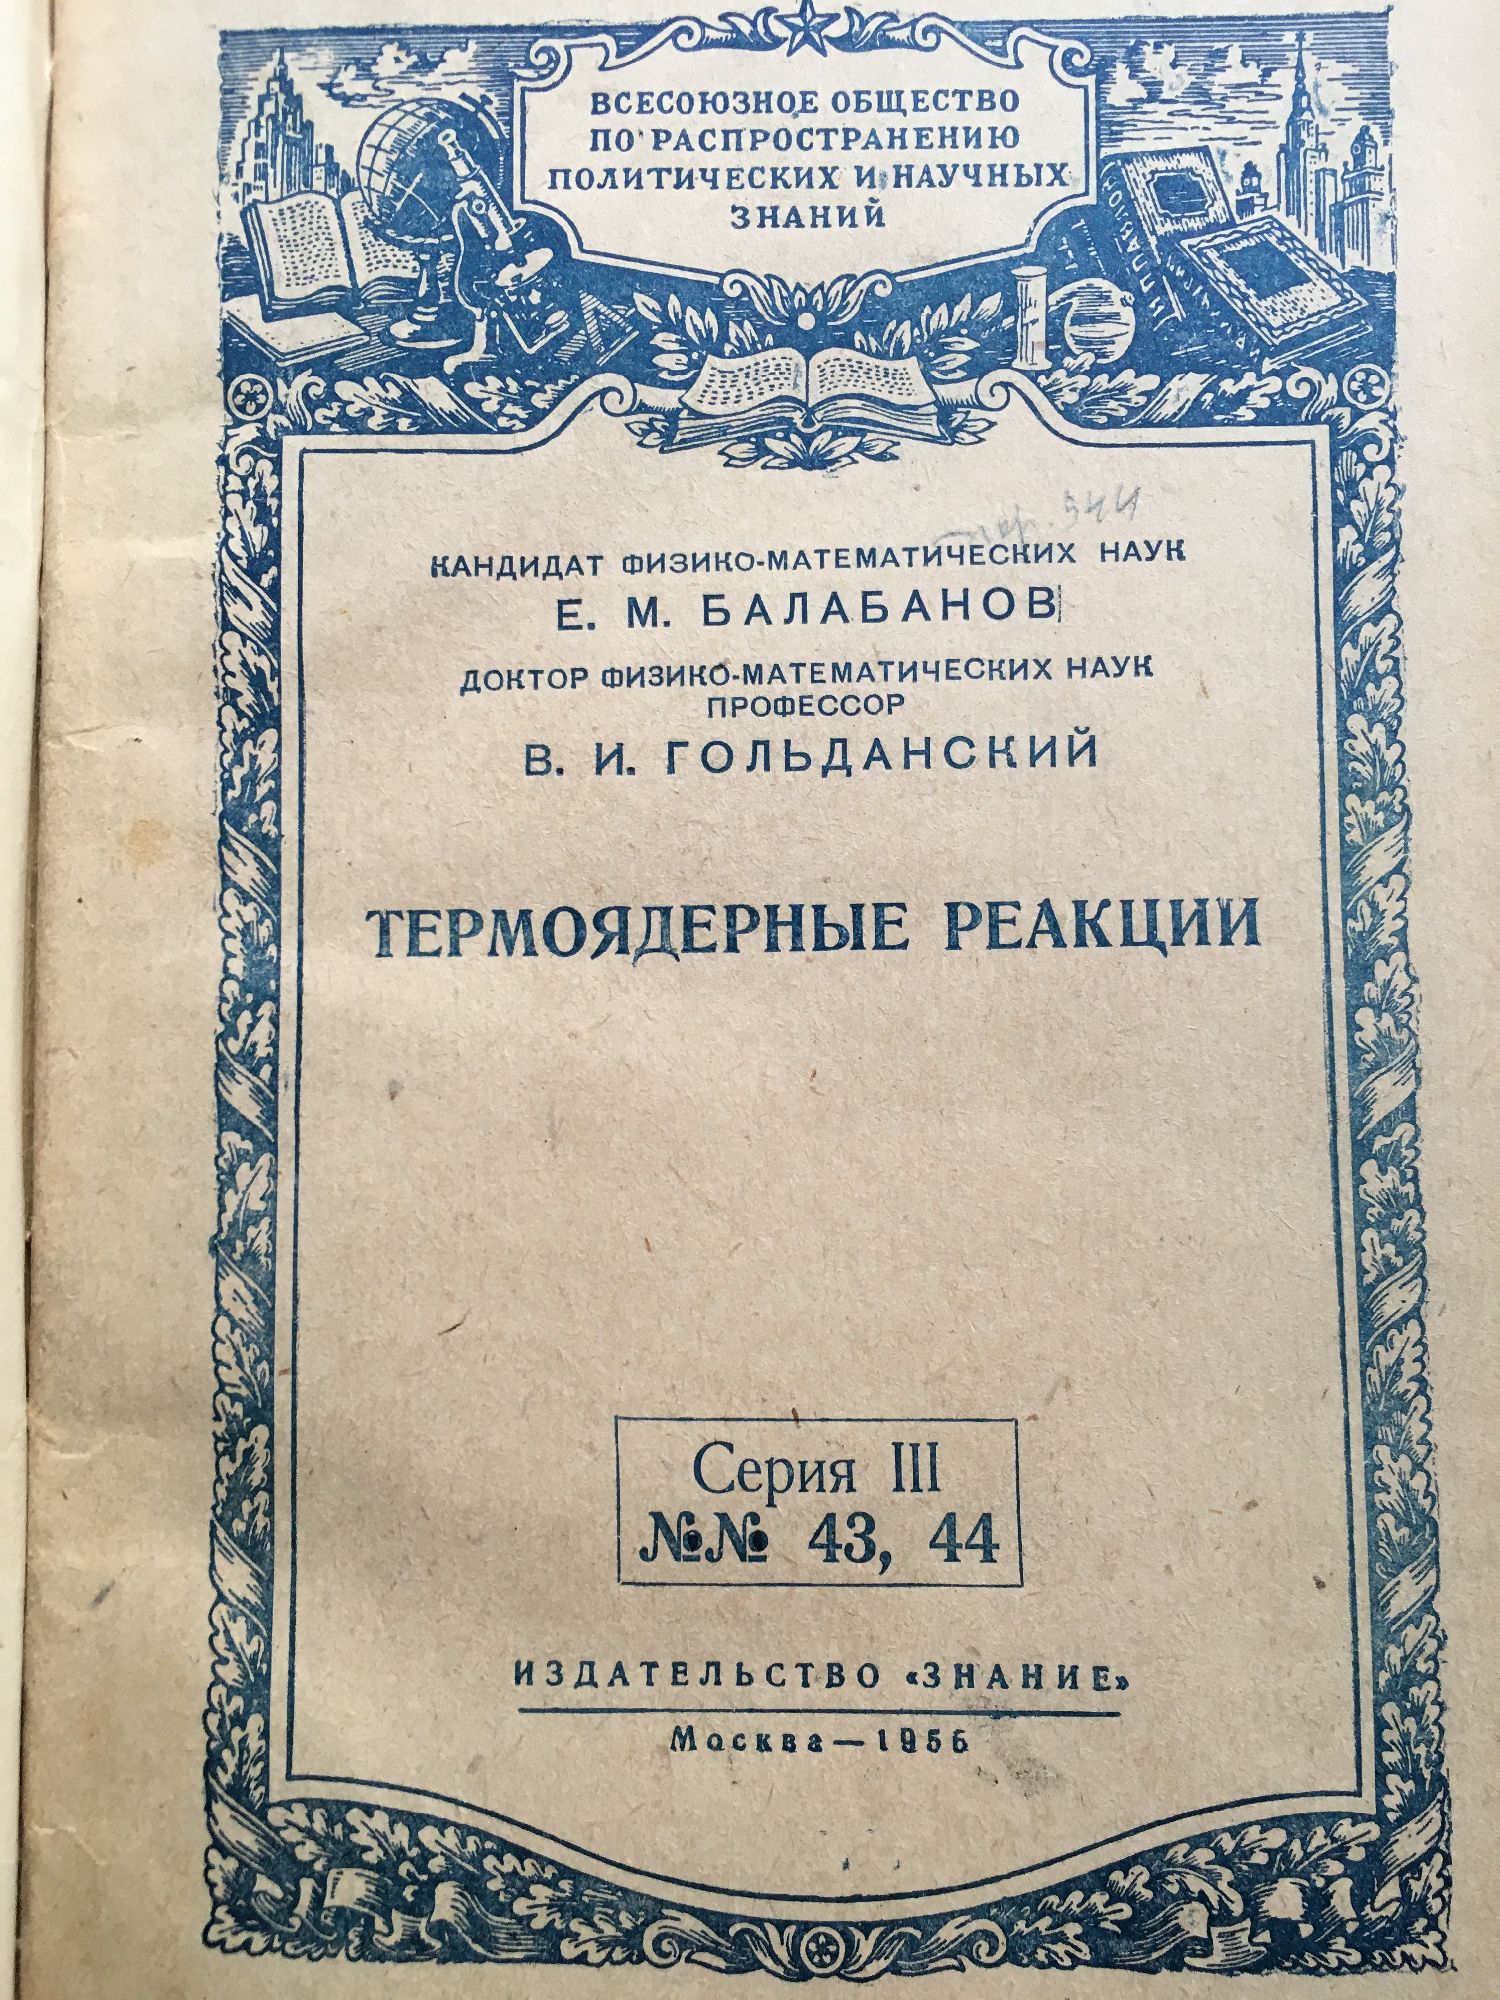 ВСЕСОЮЗНОЕ ОБЩЕСТВО
ПО РАСПРОСТРАНЕНИЮ
ПОЛИТИЧЕСКИХ И НАУЧНЫХ
ЗНАНИЙ
КАНДИДАТ ФИЗИКО-МАТЕМАТИЧЕСКИХ НАУК
Е. М. БАЛАБАНОВ
ДОКТОР ФИЗИКО-МАТЕМАТИЧЕСКИХ НАУК
ПРОФЕССОР
В. И. ГОЛЬДАНСКИЙ
ТЕРМОЯДЕРНЫЕ РЕАКЦИИ
Серия III
№№ 43, 44
ИЗДАТЕЛЬСТВО «ЗНАНИЕ»
Москва — 1956